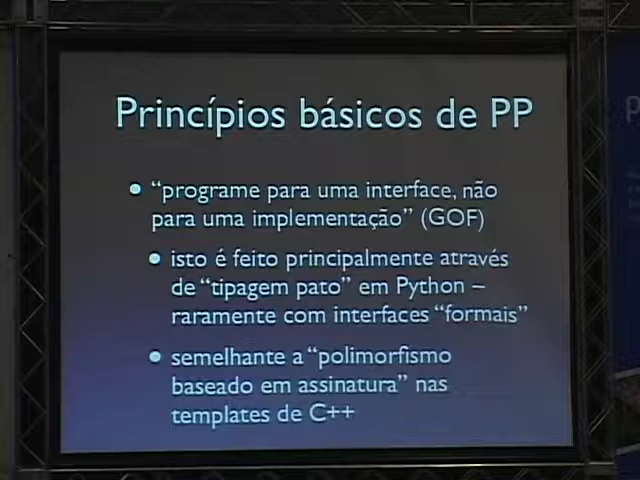 Princípios básicos de PP
• “programe para uma interface, não
para uma implementação” (GOF)
• isto é feito principalmente através
de “tipagem pato” em Python –
raramente com interfaces “formais”
• semelhante a “polimorfismo
baseado em assinatura” nas
templates de C++